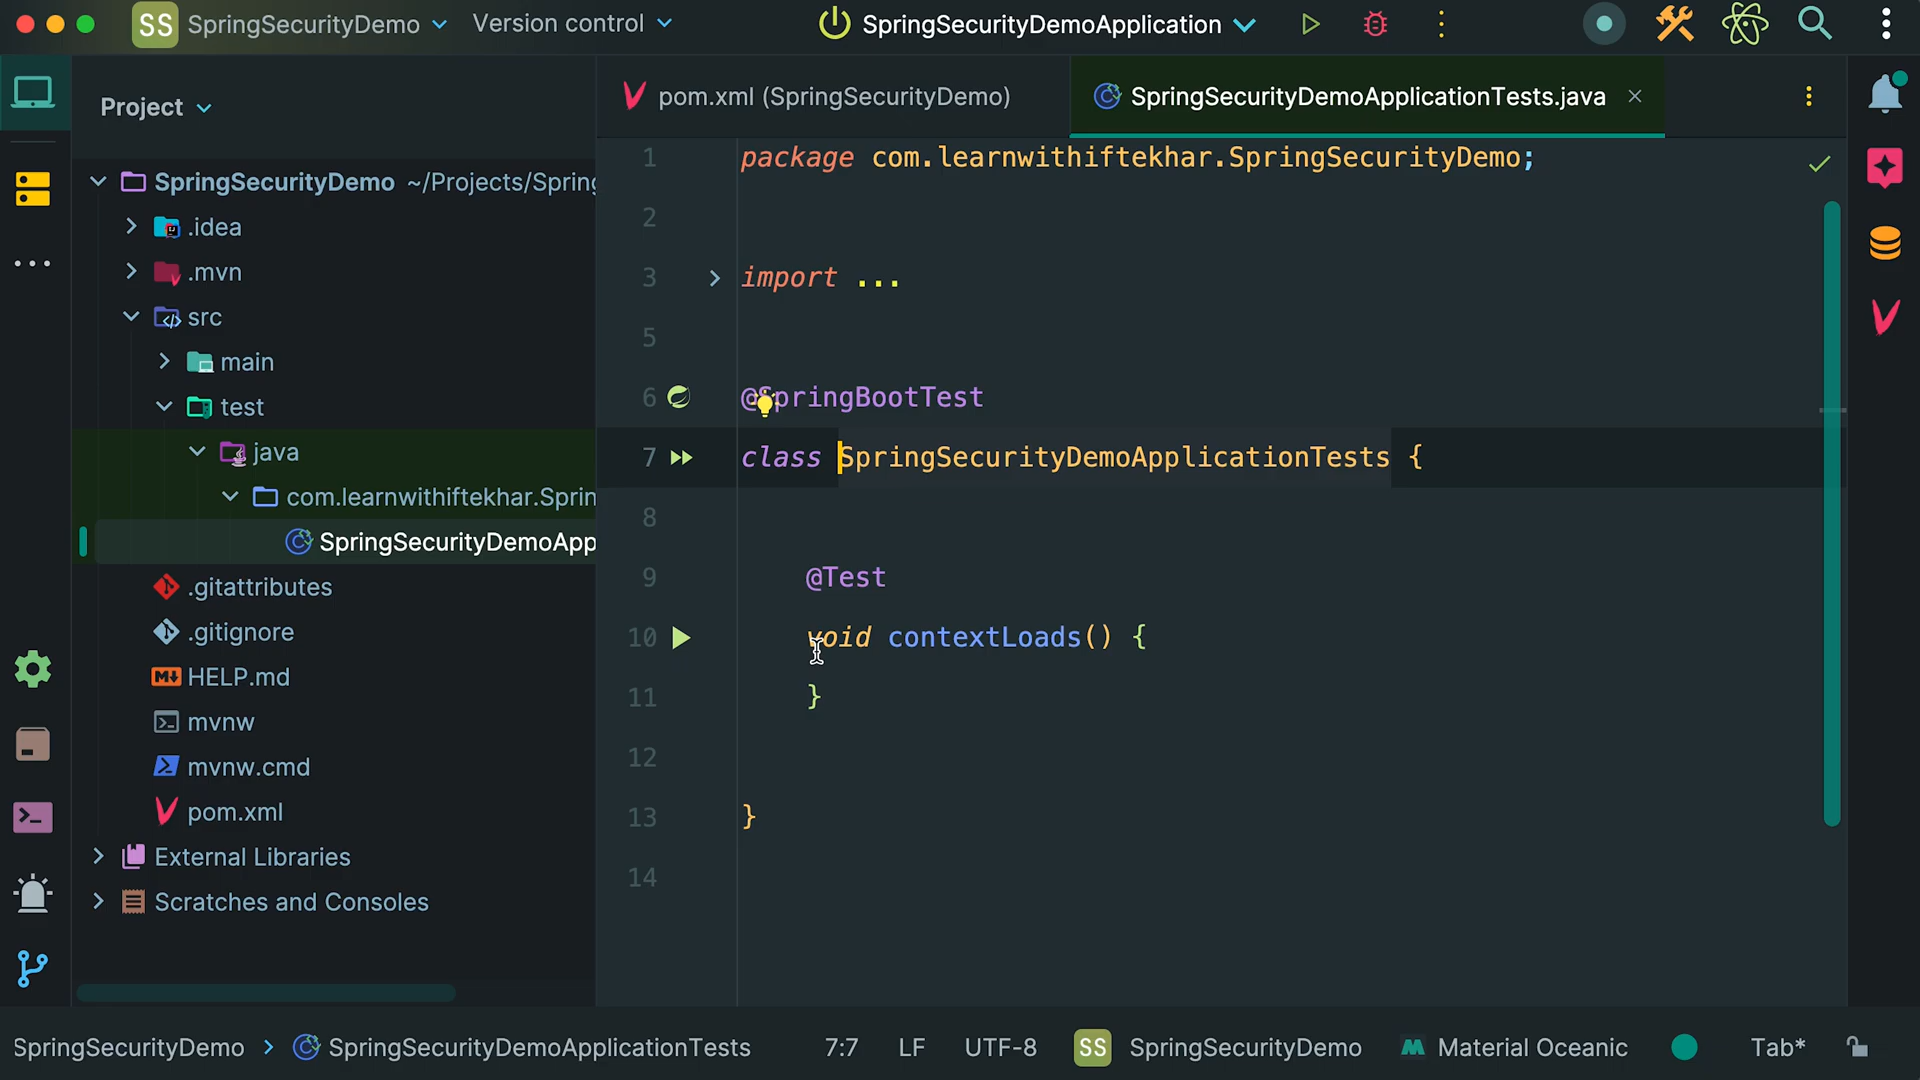 SS SpringSecurityDemo Version control SpringSecurityDemoApplication
Project
SpringSecurityDemo ~/Projects/Spring
.idea
.mvn
src
main
test
java
com.learnwithiftekhar.Sprin
SpringSecurityDemoApp
.gitattributes
.gitignore
HELP.md
mvnw
mvnw.cmd
pom.xml
External Libraries
Scratches and Consoles
pom.xml (SpringSecurityDemo) SpringSecurityDemoApplicationTests.java
1 package com.learnwithiftekhar.SpringSecurityDemo;
2
3 import ...
5
6 @SpringBootTest
7 class SpringSecurityDemoApplicationTests {
8
9 @Test
10 void contextLoads() {
11 }
12
13 }
14
SpringSecurityDemo > SpringSecurityDemoApplicationTests 7:7 LF UTF-8 SS SpringSecurityDemo Material Oceanic Tab*